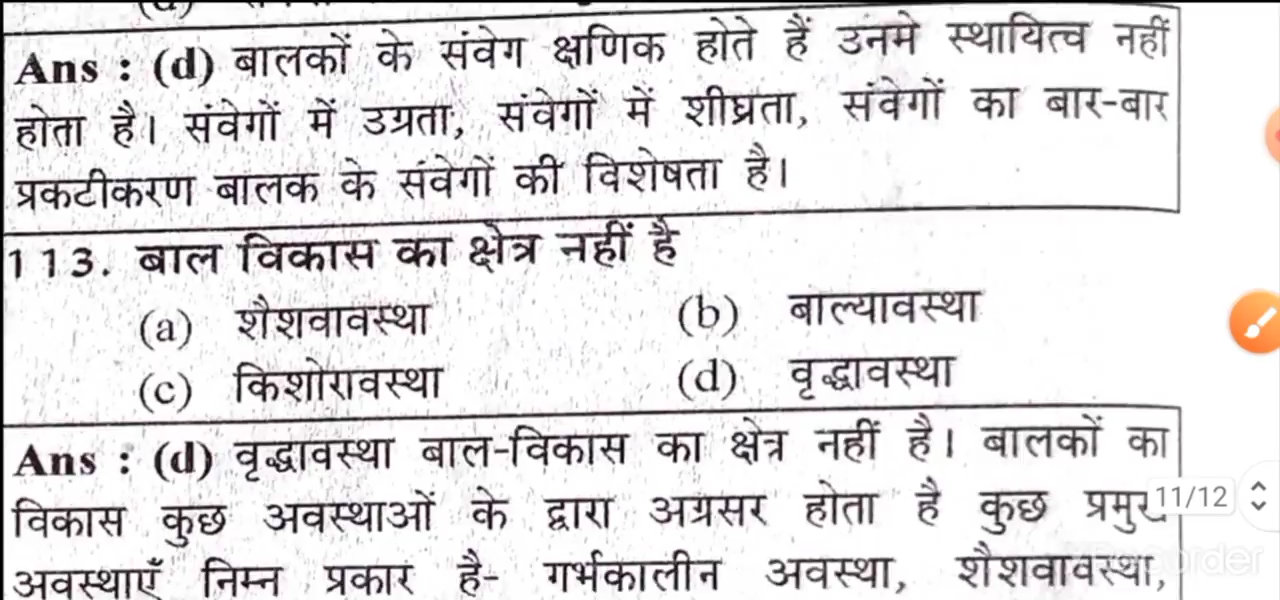 Ans : (d) बालकों के संवेग क्षणिक होते हैं उनमे स्थायित्व नहीं
होता है। संवेगों में उग्रता, संवेगों में शीघ्रता, संवेगों का बार-बार
प्रकटीकरण बालक के संवेगों की विशेषता है।
113. बाल विकास का क्षेत्र नहीं है
(a) शैशवावस्था (b) बाल्यावस्था
(c) किशोरावस्था (d) वृद्धावस्था
Ans : (d) वृद्धावस्था बाल-विकास का क्षेत्र नहीं है। बालकों का
विकास कुछ अवस्थाओं के द्वारा अग्रसर होता है कुछ प्रमुख
11/12
अवस्थाएँ निम्न प्रकार है- गर्भकालीन अवस्था, शैशवावस्था,